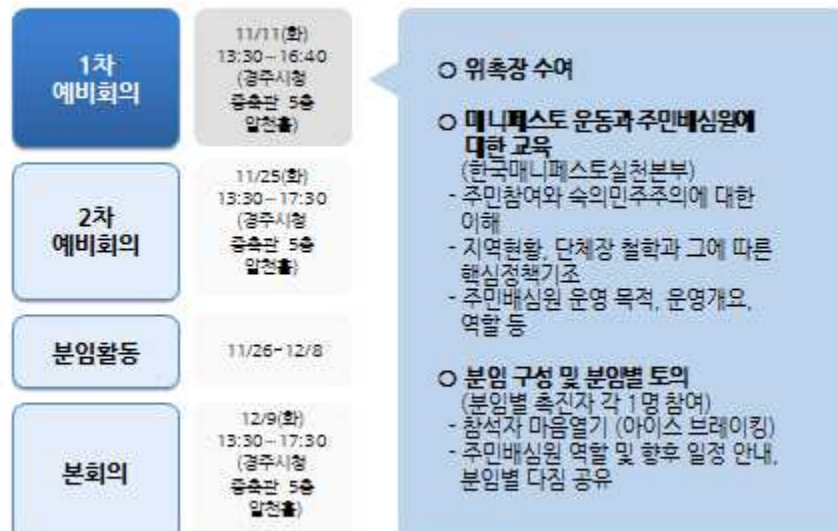 1차
예비회의
11/11(화)
13:30~16:40
(경주시청
증축관 5층
알천홀)
2차
예비회의
11/25(화)
13:30~17:30
(경주시청
증축관 5층
알천홀)
분임활동
11/26~12/8
본회의
12/9(화)
13:30~17:30
(경주시청
증축관 5층
알천홀)
○ 위촉장 수여
○ 매니페스토 운동과 주민배심원에
대한 교육
(한국매니페스토실천본부)
- 주민참여와 숙의민주주의에 대한
이해
- 지역현황, 단체장 철학과 그에 따른
핵심정책기조
- 주민배심원 운영 목적, 운영개요,
역할 등
○ 분임 구성 및 분임별 토의
(분임별 촉진자 각 1명 참여)
- 참석자 마음열기 (아이스 브레이킹)
- 주민배심원 역할 및 향후 일정 안내,
분임별 다짐 공유